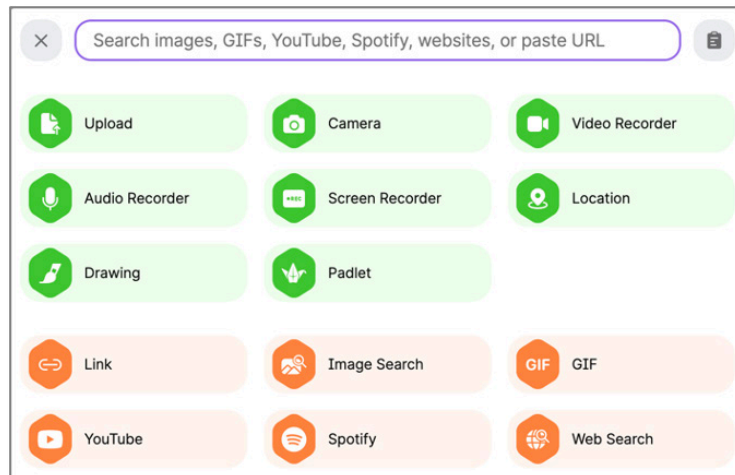 Search images, GIFs, YouTube, Spotify, websites, or paste URL
Upload
Camera
Video Recorder
Audio Recorder
REC
Screen Recorder
Location
Drawing
Padlet
Link
Image Search
GIF
GIF
YouTube
Spotify
Web Search